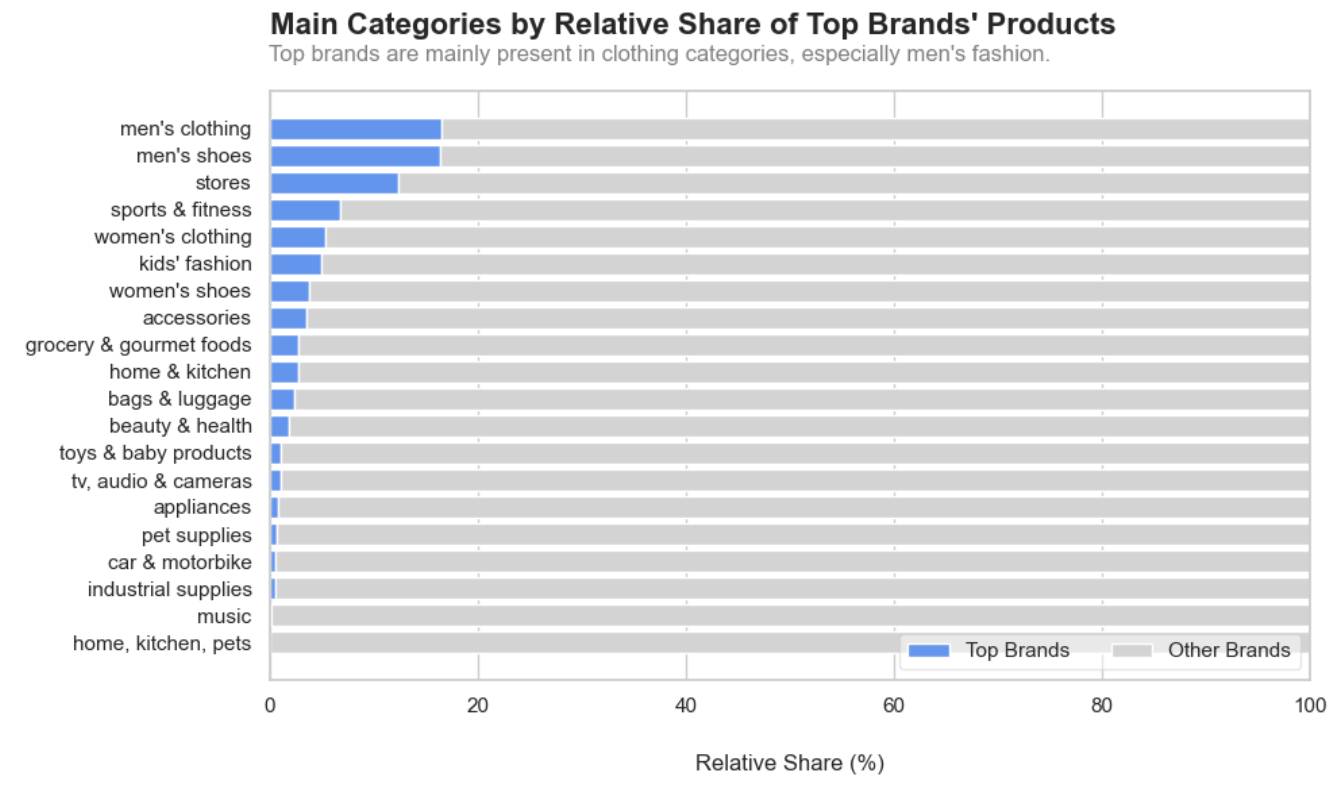 Main Categories by Relative Share of Top Brands' Products
Top brands are mainly present in clothing categories, especially men's fashion.
men's clothing
men's shoes
stores
sports & fitness
women's clothing
kids' fashion
women's shoes
accessories
grocery & gourmet foods
home & kitchen
bags & luggage
beauty & health
toys & baby products
tv, audio & cameras
appliances
pet supplies
car & motorbike
industrial supplies
music
home, kitchen, pets
Top Brands Other Brands
0 20 40 60 80 100
Relative Share (%)